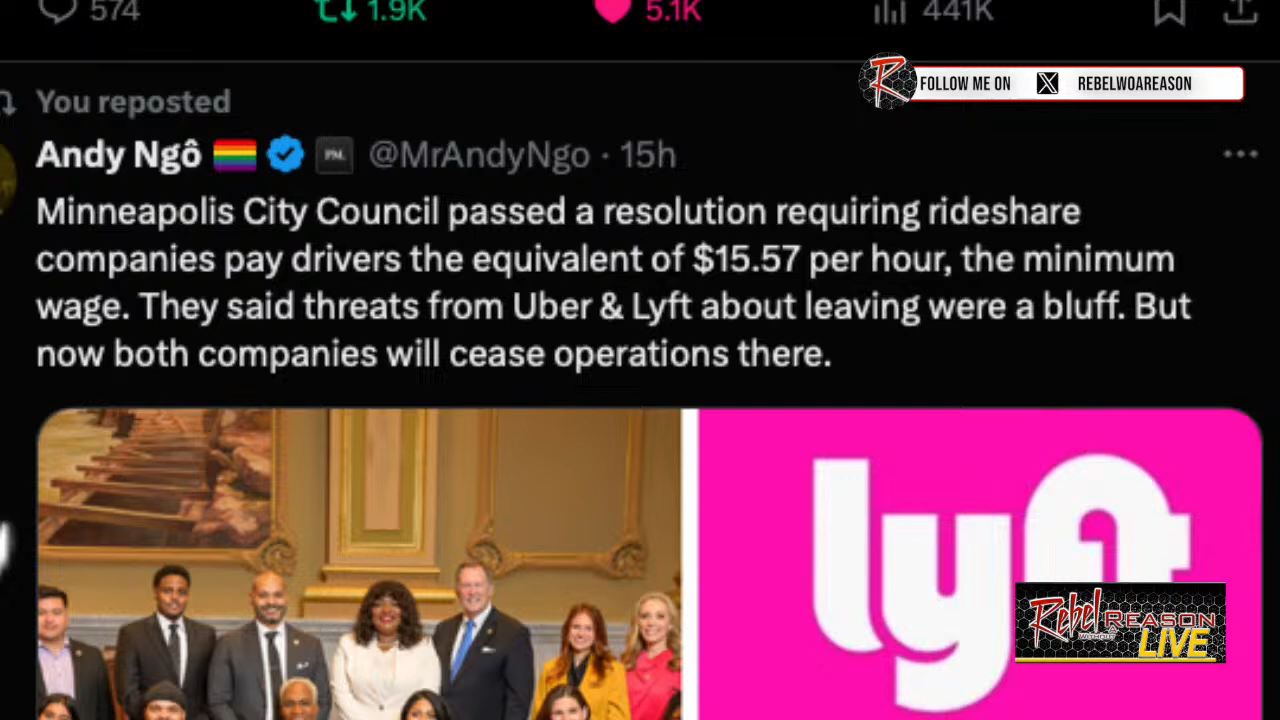 574 1.9K 5.1K 441K
FOLLOW ME ON X REBELWOAREASON
You reposted
Andy Ngô @MrAndyNgo · 15h
Minneapolis City Council passed a resolution requiring rideshare
companies pay drivers the equivalent of $15.57 per hour, the minimum
wage. They said threats from Uber & Lyft about leaving were a bluff. But
now both companies will cease operations there.
lyft
Rebel WITHOUT REASON
LIVE